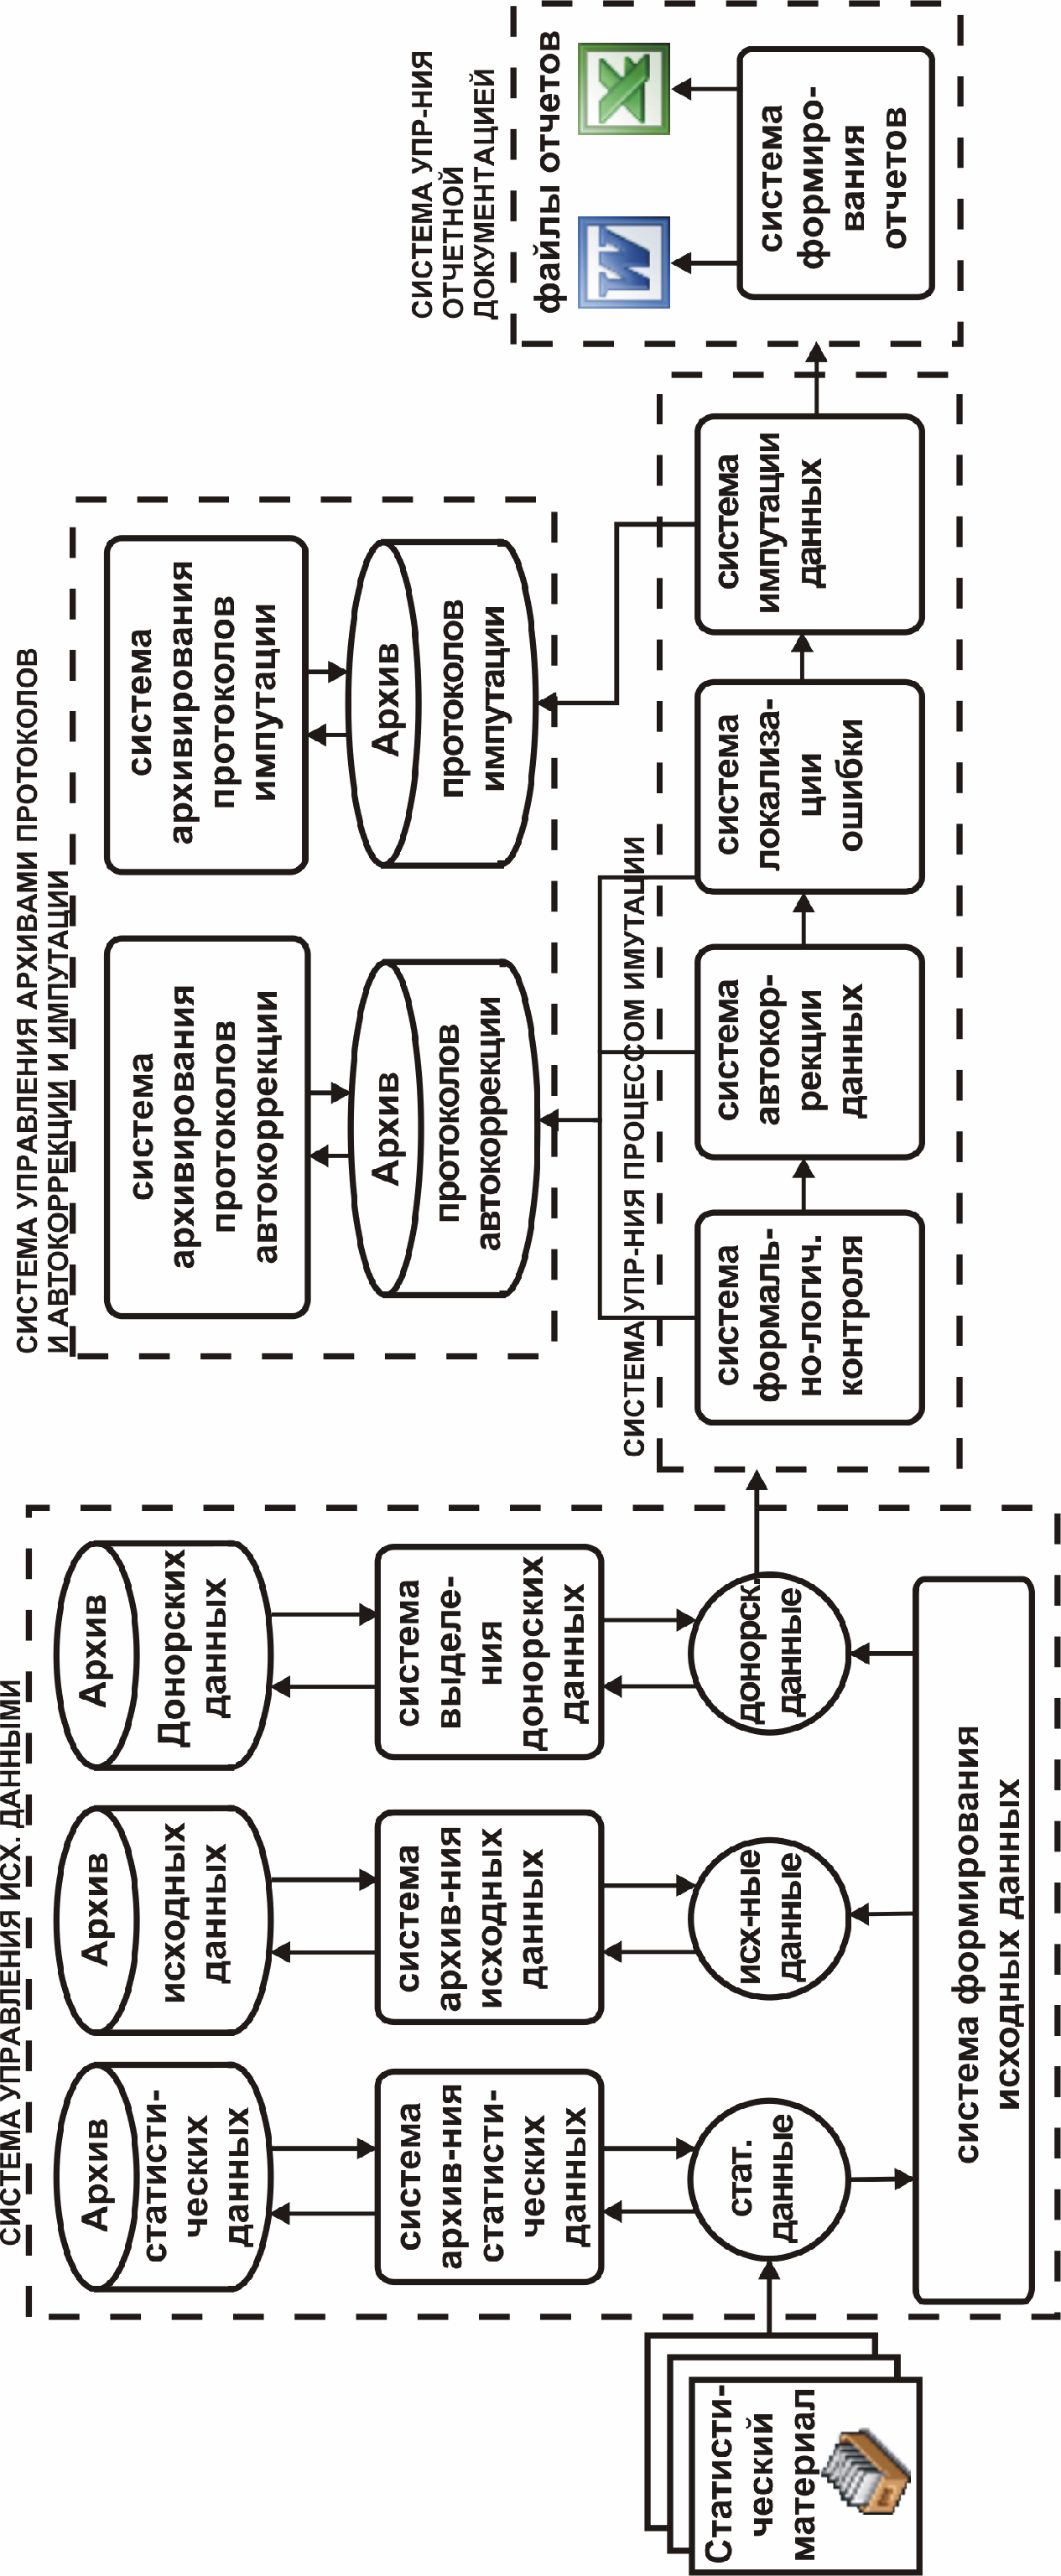 Статисти-
ческий
материал
СИСТЕМА УПРАВЛЕНИЯ ИСХ. ДАННЫМИ
Архив
статисти-
ческих
данных
Архив
исходных
данных
Архив
Донорских
данных
система
архив-ния
статисти-
ческих
данных
система
архив-ния
исходных
данных
система
выделе-
ния
донорских
данных
стат.
данные
исх-ные
данные
донорск.
данные
система формирования
исходных данных
СИСТЕМА УПРАВЛЕНИЯ АРХИВАМИ ПРОТОКОЛОВ
И АВТОКОРРЕКЦИИ И ИМПУТАЦИИ
система
архивирования
протоколов
автокоррекции
система
архивирования
протоколов
импутации
Архив
протоколов
автокоррекции
Архив
протоколов
импутации
СИСТЕМА УПР-НИЯ ПРОЦЕССОМ ИМУТАЦИИ
система
формаль-
но-логич.
контроля
система
автокор-
рекции
данных
система
локализа-
ции
ошибки
система
импутации
данных
СИСТЕМА УПР-НИЯ
ОТЧЕТНОЙ
ДОКУМЕНТАЦИЕЙ
файлы отчетов
система
формиро-
вания
отчетов